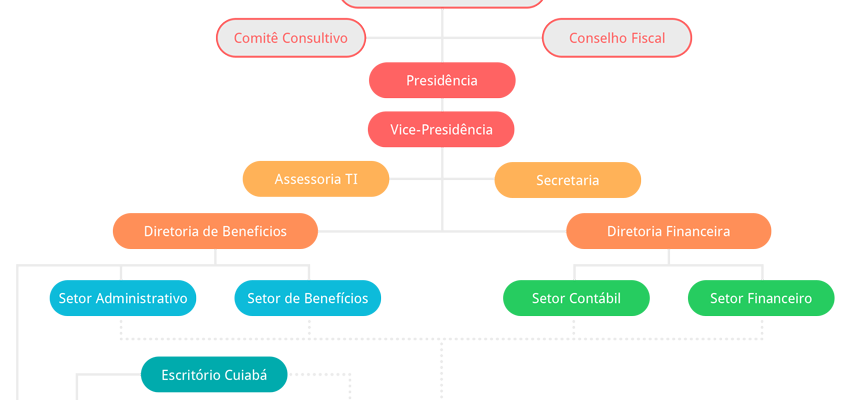 Comitê Consultivo
Conselho Fiscal
Presidência
Vice-Presidência
Assessoria TI
Secretaria
Diretoria de Beneficios
Diretoria Financeira
Setor Administrativo
Setor de Benefícios
Setor Contábil
Setor Financeiro
Escritório Cuiabá